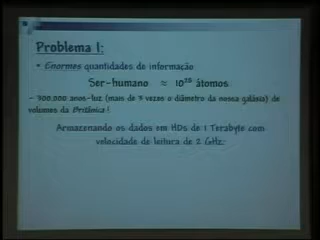 Problema 1:
• Enormes quantidades de informação
Ser-humano ≈ 10²⁸ átomos
– 300.000 anos-luz (mais de 3 vezes o diâmetro da nossa galáxia) de
volumes da Britânica!
Armazenando os dados em HDs de 1 Terabyte com
velocidade de leitura de 2 GHz: